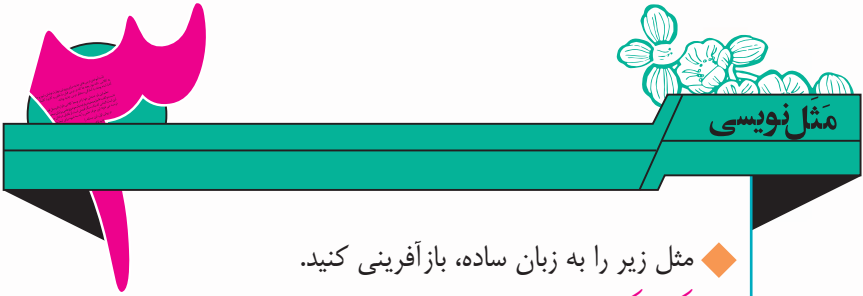 مَثَل‌نویسی
مثل زیر را به زبان ساده، بازآفرینی کنید.